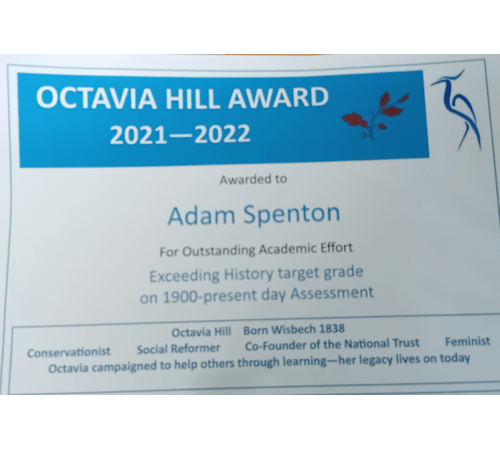 OCTAVIA HILL AWARD
2021—2022
Awarded to
Adam Spenton
For Outstanding Academic Effort
Exceeding History target grade
on 1900-present day Assessment
Octavia Hill Born Wisbech 1838
Conservationist Social Reformer Co-Founder of the National Trust Feminist
Octavia campaigned to help others through learning—her legacy lives on today